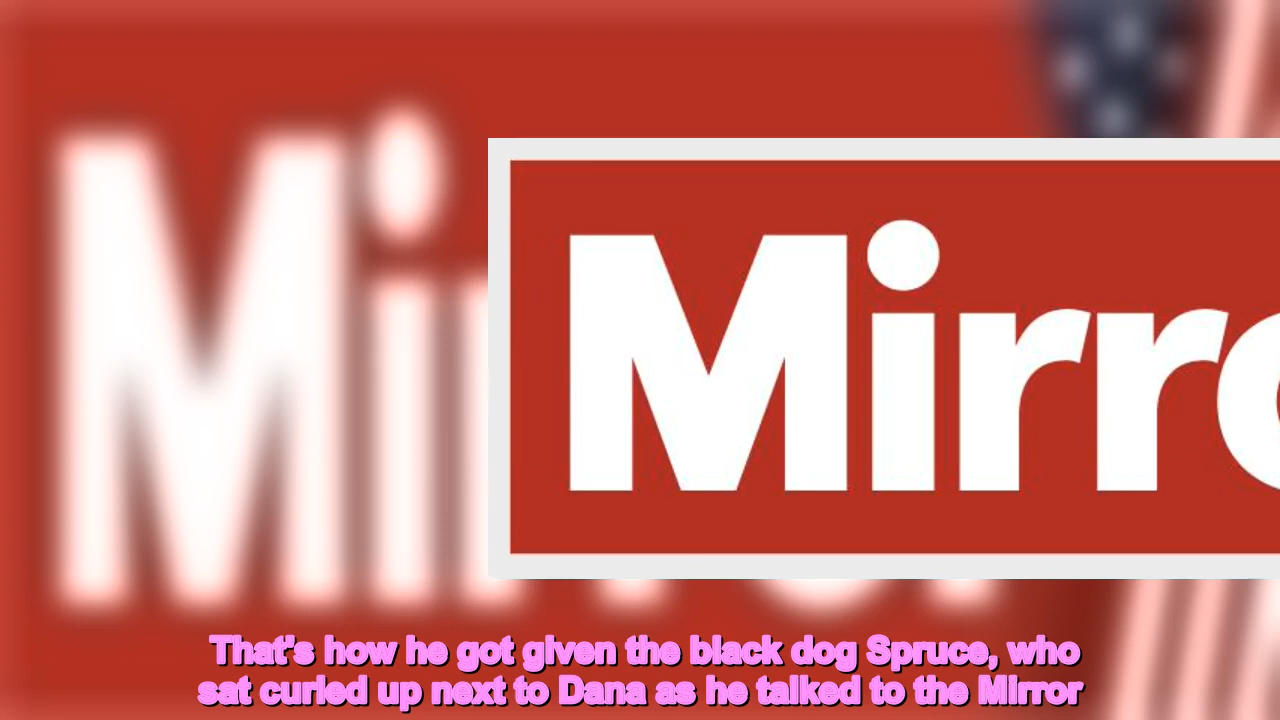 Mirro
That's how he got given the black dog Spruce, who
sat curled up next to Dana as he talked to the Mirror